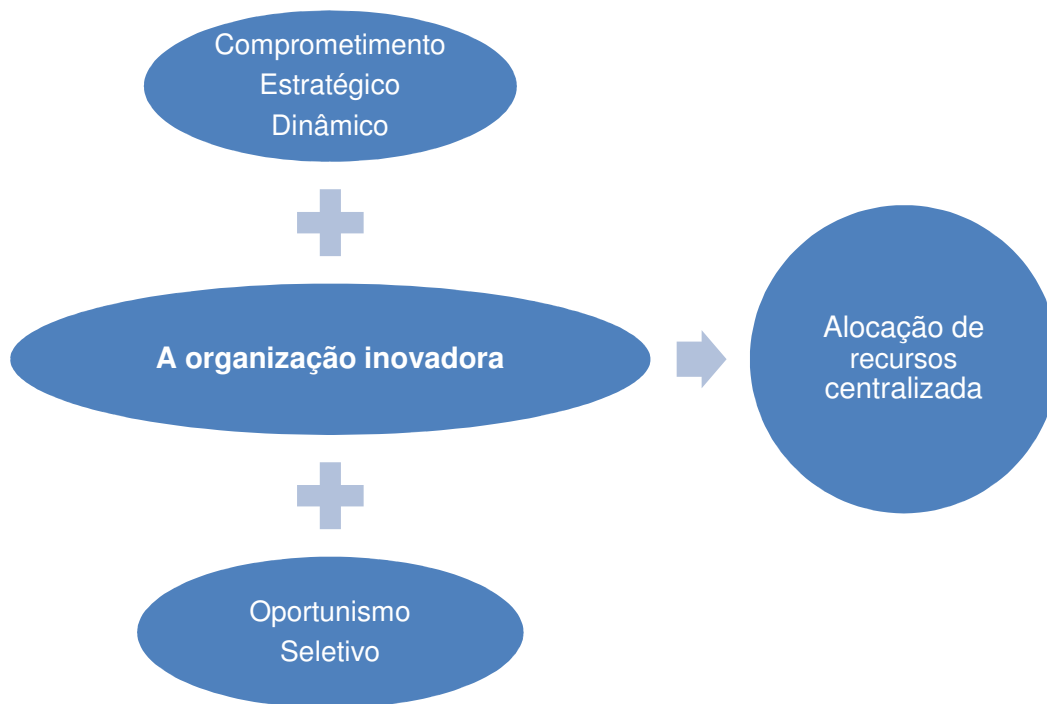 Comprometimento
Estratégico
Dinâmico
A organização inovadora
Alocação de
recursos
centralizada
Oportunismo
Seletivo